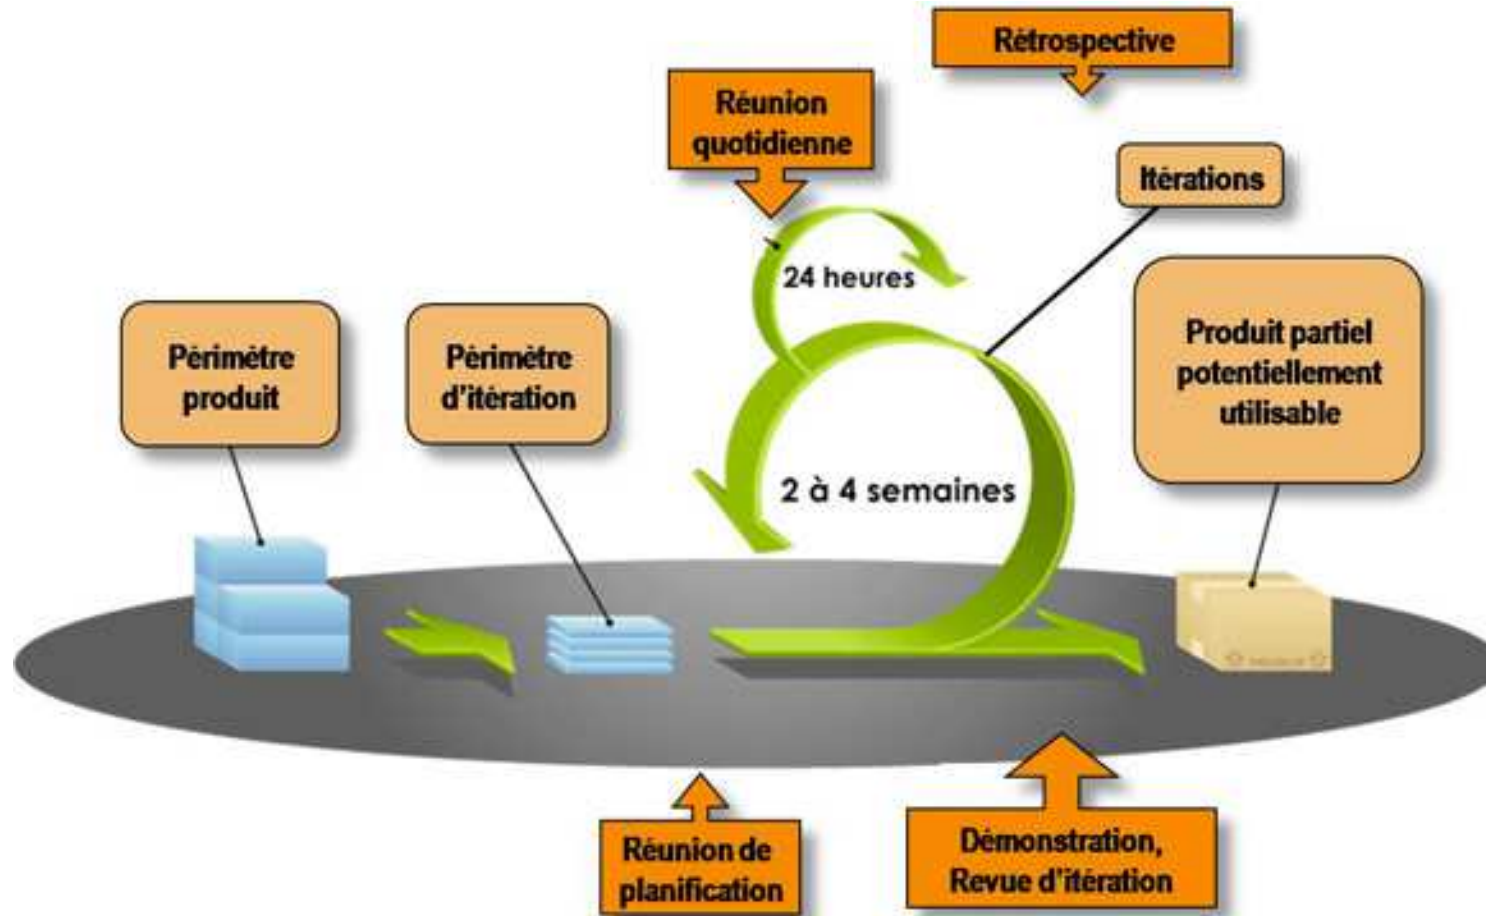 Rétrospective
Réunion
quotidienne
Itérations
24 heures
Périmètre
produit
Périmètre
d'itération
Produit partiel
potentiellement
utilisable
2 à 4 semaines
Réunion de
planification
Démonstration,
Revue d'itération